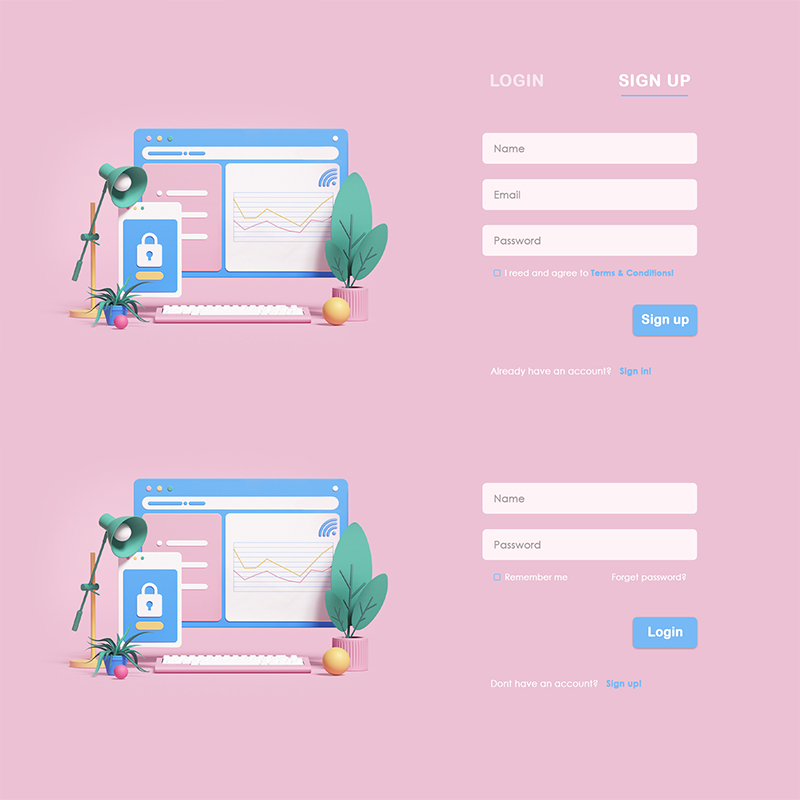 LOGIN SIGN UP
Name
Email
Password
I reed and agree to Terms & Conditions!
Sign up
Already have an account? Sign in!
Name
Password
Remember me Forget password?
Login
Dont have an account? Sign up!